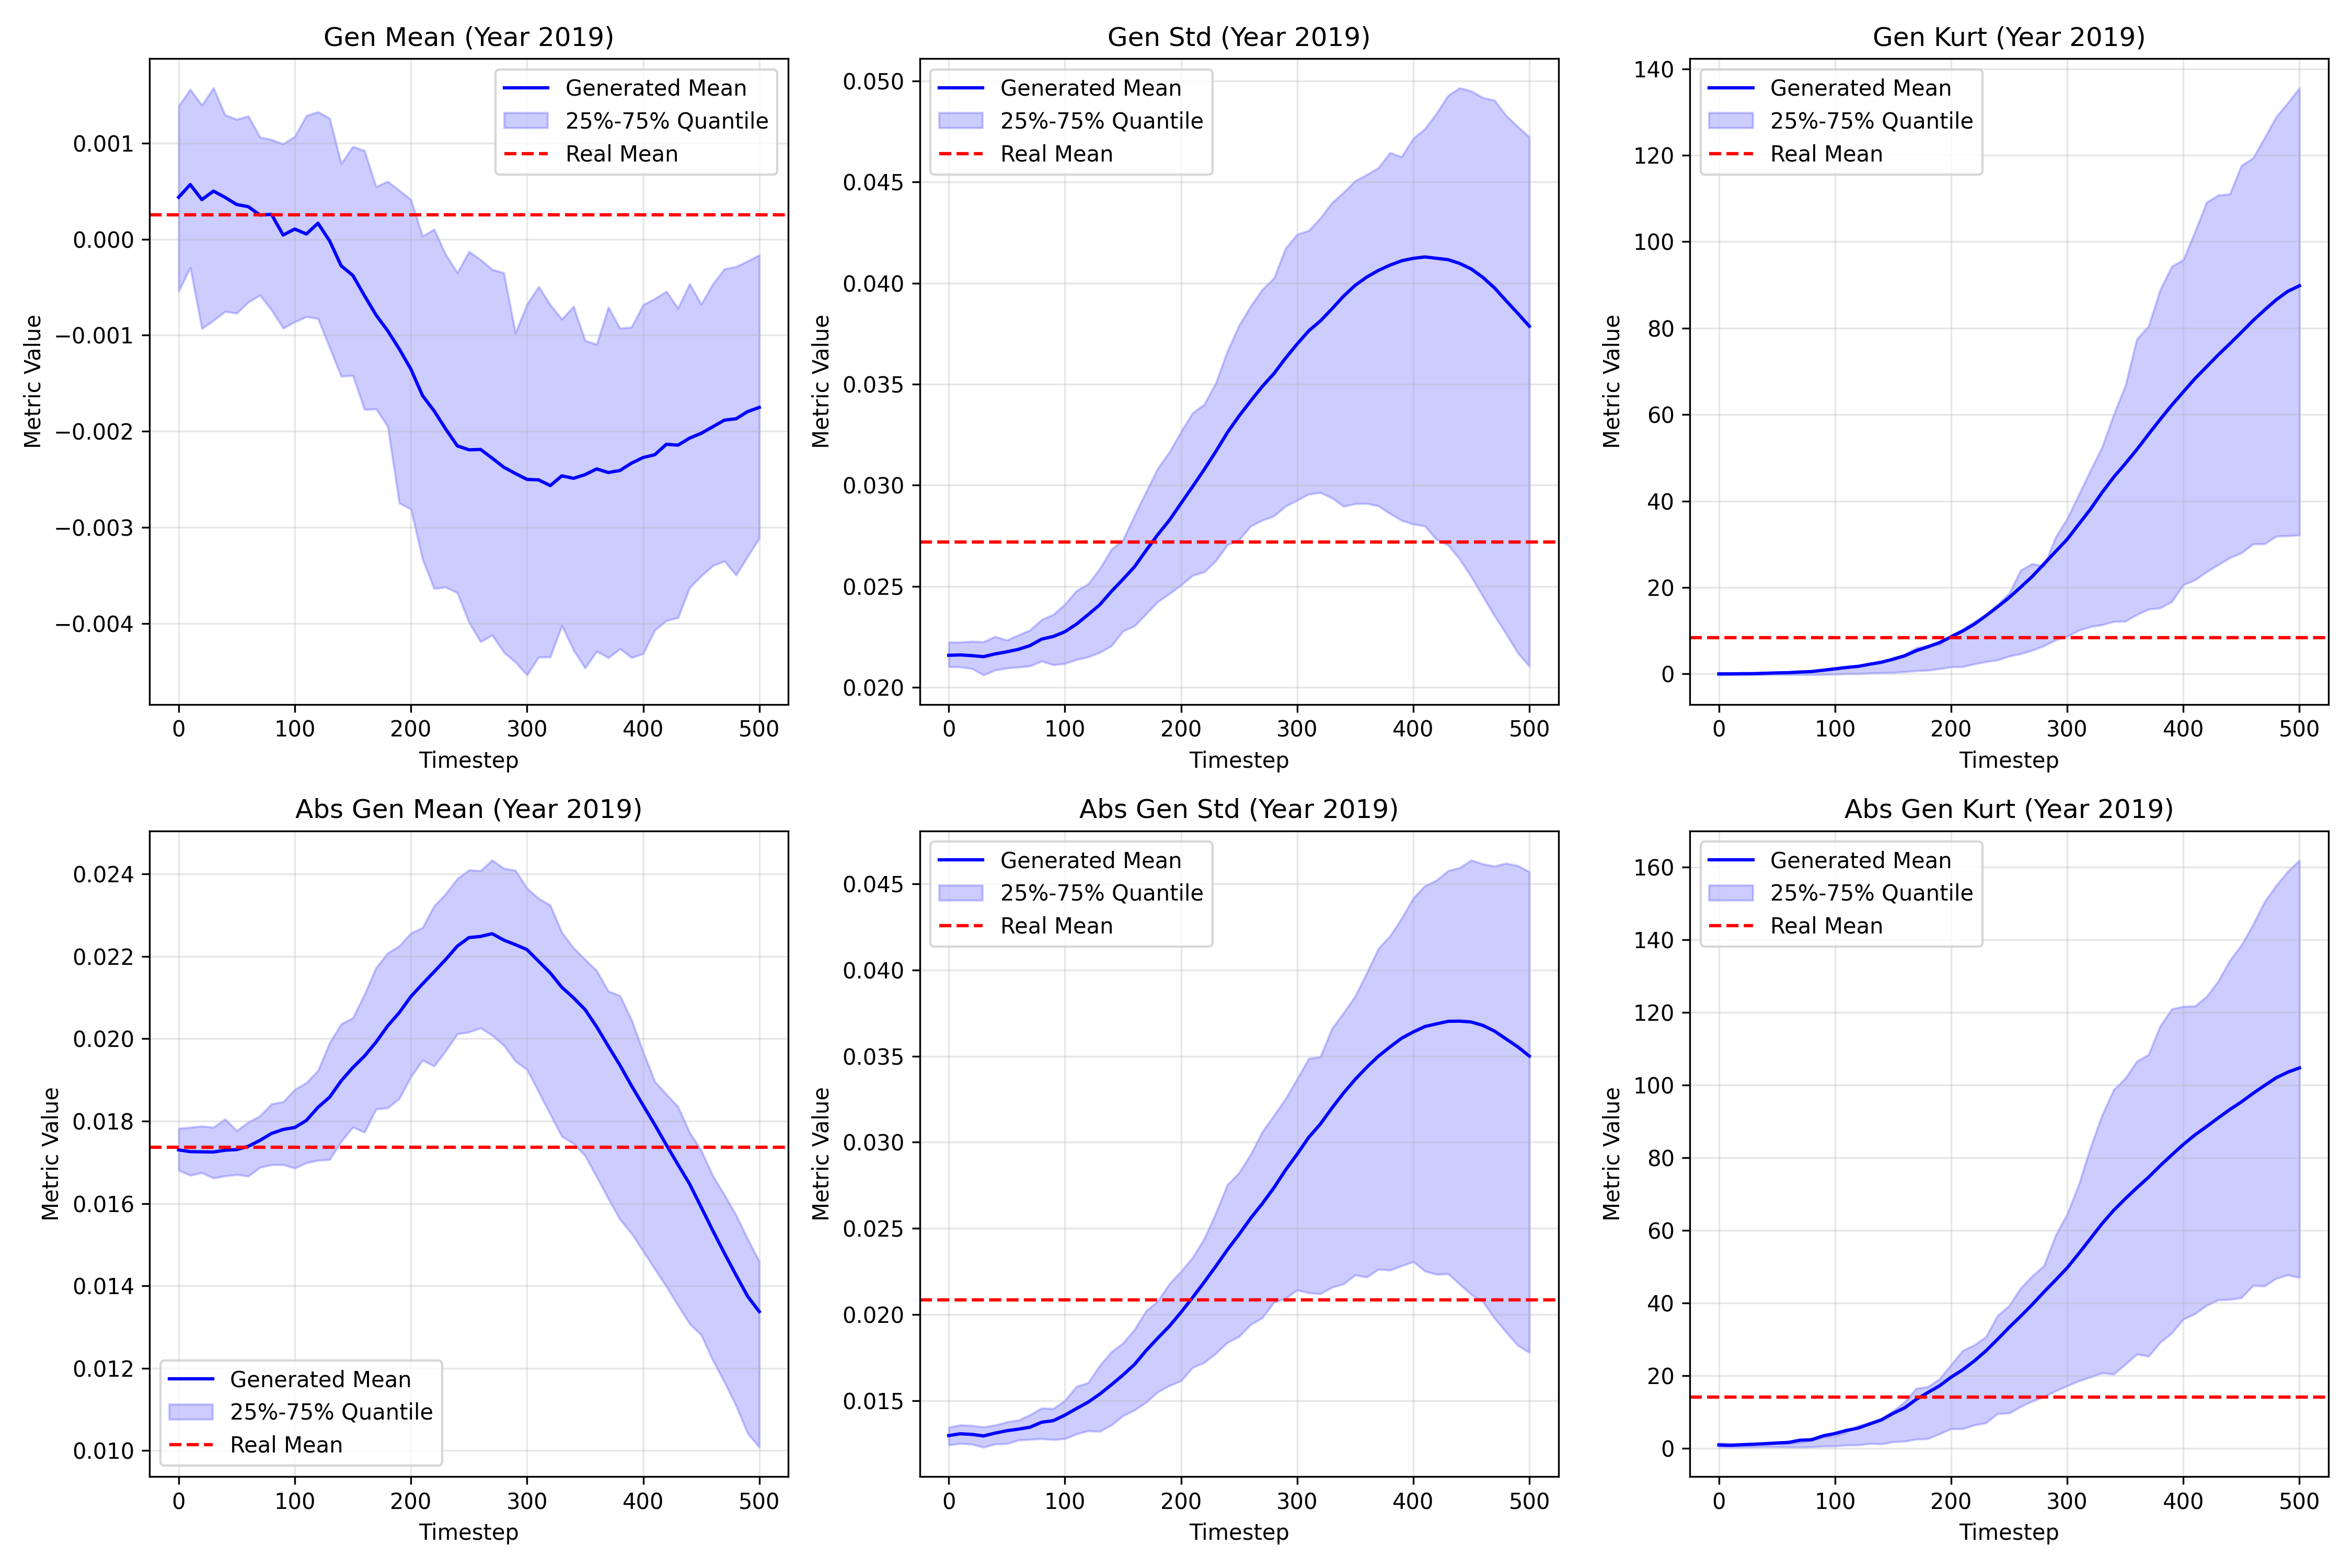 Gen Mean (Year 2019)
Metric Value
0.001
0.000
−0.001
−0.002
−0.003
−0.004
Generated Mean
25%-75% Quantile
Real Mean
0 100 200 300 400 500
Timestep
Gen Std (Year 2019)
Metric Value
0.050
0.045
0.040
0.035
0.030
0.025
0.020
Generated Mean
25%-75% Quantile
Real Mean
0 100 200 300 400 500
Timestep
Gen Kurt (Year 2019)
Metric Value
140
120
100
80
60
40
20
0
Generated Mean
25%-75% Quantile
Real Mean
0 100 200 300 400 500
Timestep
Abs Gen Mean (Year 2019)
Metric Value
0.024
0.022
0.020
0.018
0.016
0.014
0.012
0.010
Generated Mean
25%-75% Quantile
Real Mean
0 100 200 300 400 500
Timestep
Abs Gen Std (Year 2019)
Metric Value
0.045
0.040
0.035
0.030
0.025
0.020
0.015
Generated Mean
25%-75% Quantile
Real Mean
0 100 200 300 400 500
Timestep
Abs Gen Kurt (Year 2019)
Metric Value
160
140
120
100
80
60
40
20
0
Generated Mean
25%-75% Quantile
Real Mean
0 100 200 300 400 500
Timestep